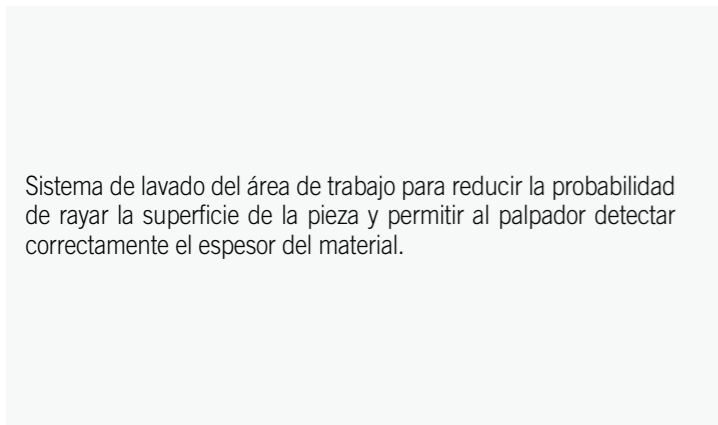 Sistema de lavado del área de trabajo para reducir la probabilidad
de rayar la superficie de la pieza y permitir al palpador detectar
correctamente el espesor del material.